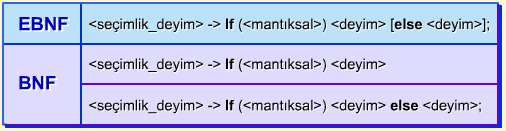 EBNF
<seçimlik_deyim> -> If (<mantıksal>) <deyim> [else <deyim>];
BNF
<seçimlik_deyim> -> If (<mantıksal>) <deyim>
<seçimlik_deyim> -> If (<mantıksal>) <deyim> else <deyim>;